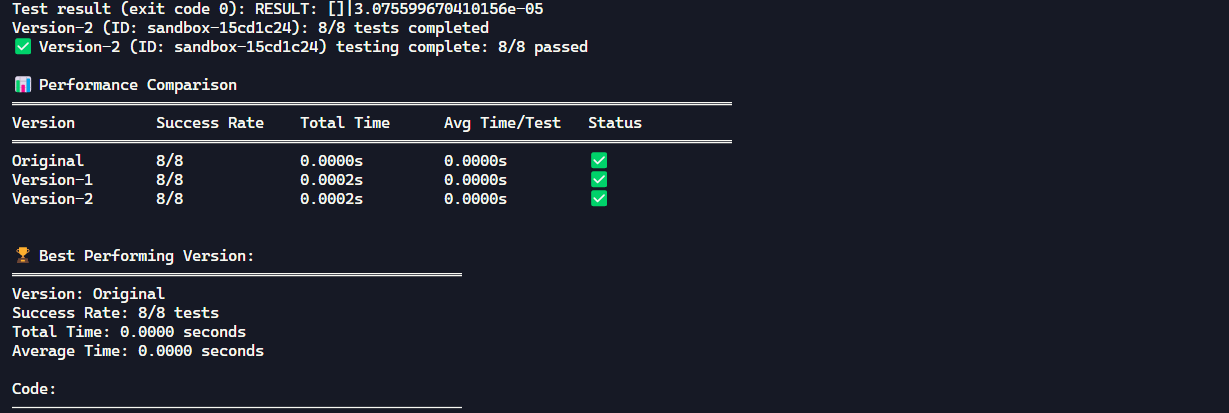 Test result (exit code 0): RESULT: []|3.075599670410156e-05
Version-2 (ID: sandbox-15cd1c24): 8/8 tests completed
✅ Version-2 (ID: sandbox-15cd1c24) testing complete: 8/8 passed
📊 Performance Comparison
Version Success Rate Total Time Avg Time/Test Status
Original 8/8 0.0000s 0.0000s ✅
Version-1 8/8 0.0002s 0.0000s ✅
Version-2 8/8 0.0002s 0.0000s ✅
🏆 Best Performing Version:
Version: Original
Success Rate: 8/8 tests
Total Time: 0.0000 seconds
Average Time: 0.0000 seconds
Code: